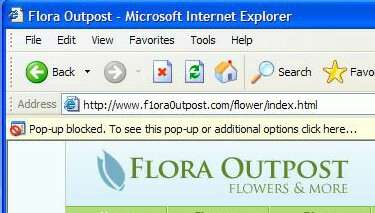 Flora Outpost - Microsoft Internet Explorer
File Edit View Favorites Tools Help
Back Search Favo
Address http://www.f1ora0utpost.com/flower/index.html
Pop-up blocked. To see this pop-up or additional options click here...
FLORA OUTPOST
FLOWERS & MORE